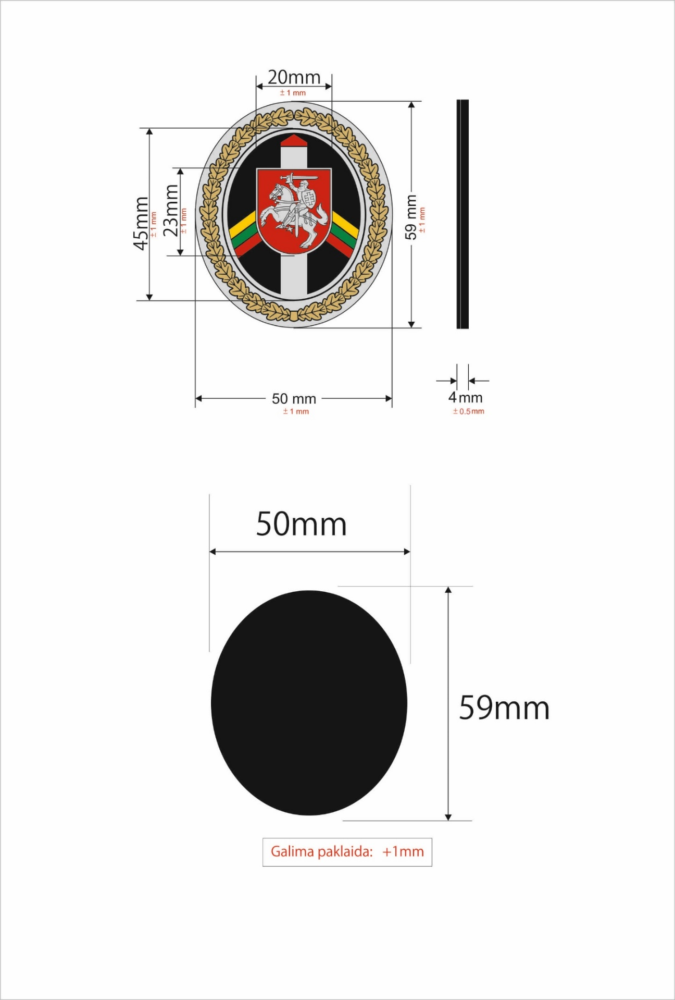 20mm
± 1 mm
45mm
± 1 mm
23mm
± 1 mm
59 mm
± 1 mm
50 mm
± 1 mm
4mm
± 0.5mm
50mm
59mm
Galima paklaida: +1mm